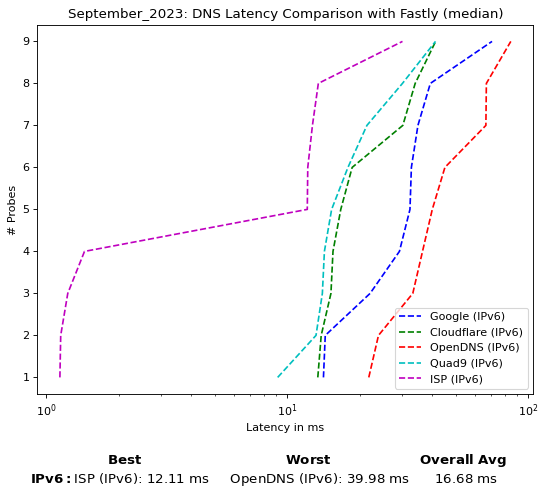 September_2023: DNS Latency Comparison with Fastly (median)
9
8
7
6
5
4
3
2
1
# Probes
10⁰
10¹
10²
Latency in ms
Google (IPv6)
Cloudflare (IPv6)
OpenDNS (IPv6)
Quad9 (IPv6)
ISP (IPv6)
Best Worst Overall Avg
IPv6: ISP (IPv6): 12.11 ms OpenDNS (IPv6): 39.98 ms 16.68 ms